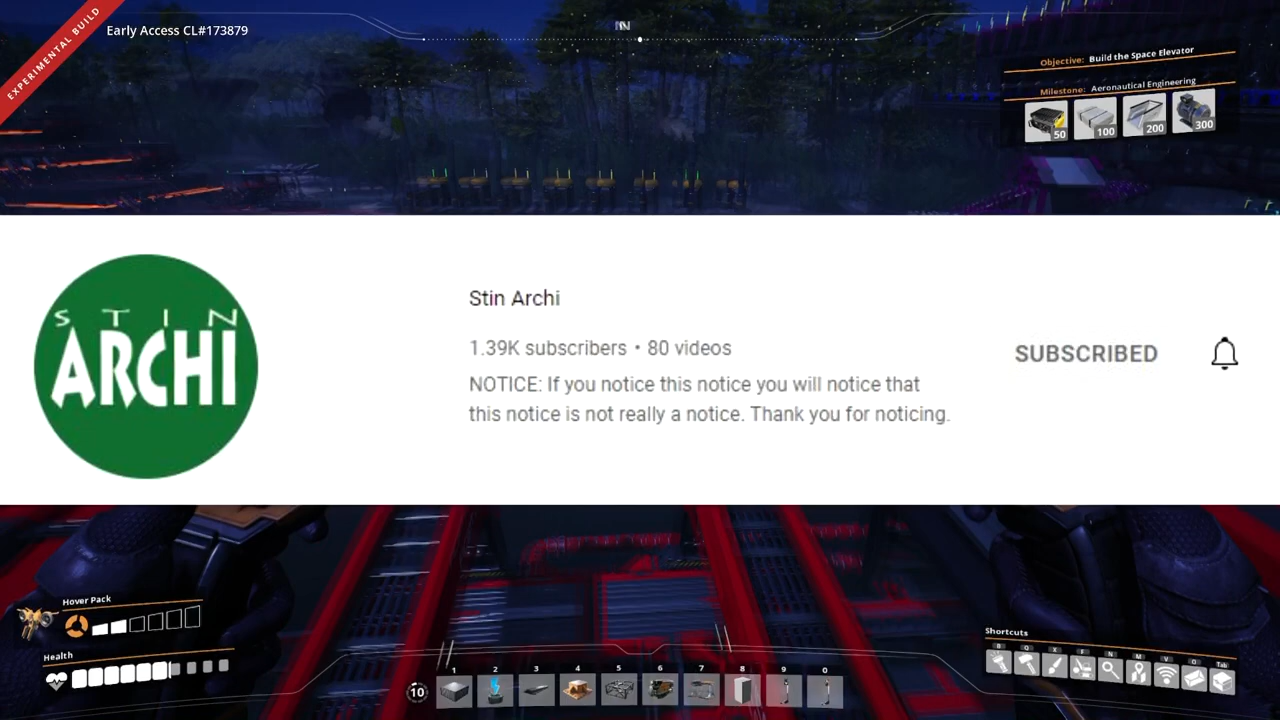 EXPERIMENTAL BUILD
Early Access CL#173879
N
Objective: Build the Space Elevator
Milestone: Aeronautical Engineering
50 100 200 300
STIN
ARCHI
Stin Archi
1.39K subscribers • 80 videos
NOTICE: If you notice this notice you will notice that
this notice is not really a notice. Thank you for noticing.
SUBSCRIBED
Hover Pack
Health
10
1 2 3 4 5 6 7 8 9 0
Shortcuts
B Q X F N M V O Tab